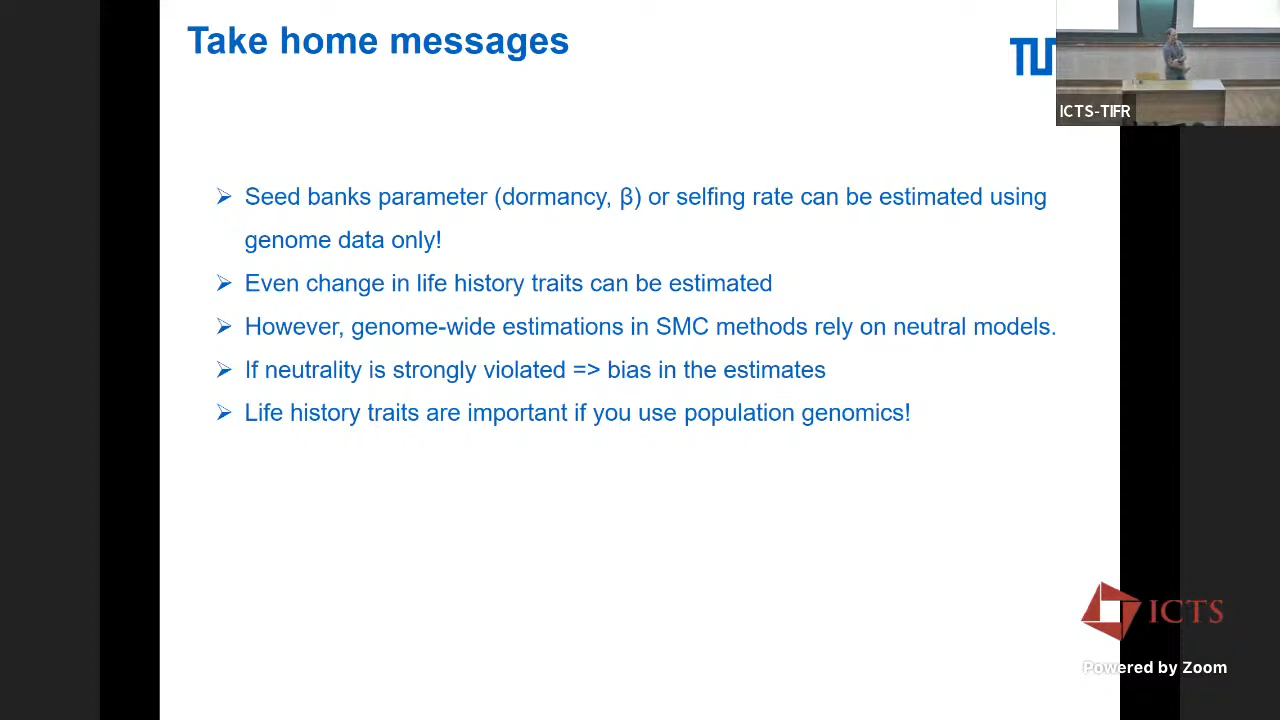 Take home messages
ICTS-TIFR
➢ Seed banks parameter (dormancy, β) or selfing rate can be estimated using
genome data only!
➢ Even change in life history traits can be estimated
➢ However, genome-wide estimations in SMC methods rely on neutral models.
➢ If neutrality is strongly violated => bias in the estimates
➢ Life history traits are important if you use population genomics!
ICTS
Powered by Zoom